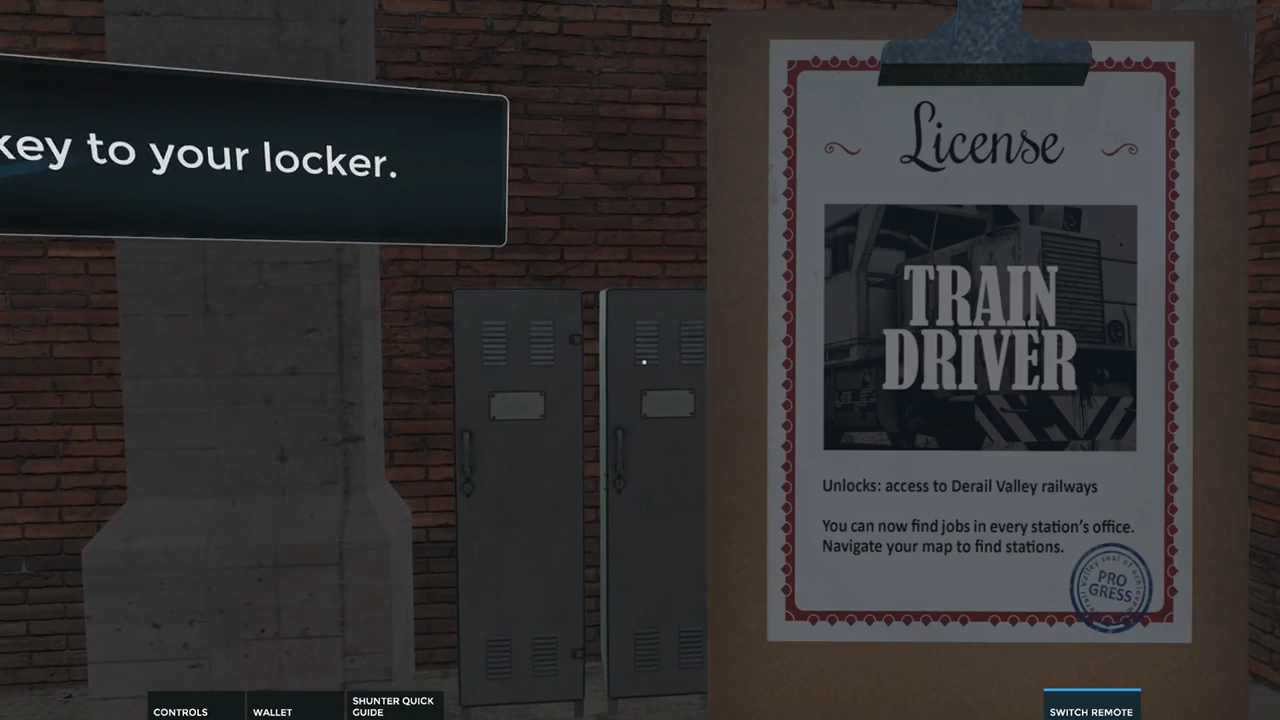 key to your locker.
License
TRAIN
DRIVER
Unlocks: access to Derail Valley railways
You can now find jobs in every station's office.
Navigate your map to find stations.
PRO
GRESS
CONTROLS
WALLET
SHUNTER QUICK
GUIDE
SWITCH REMOTE